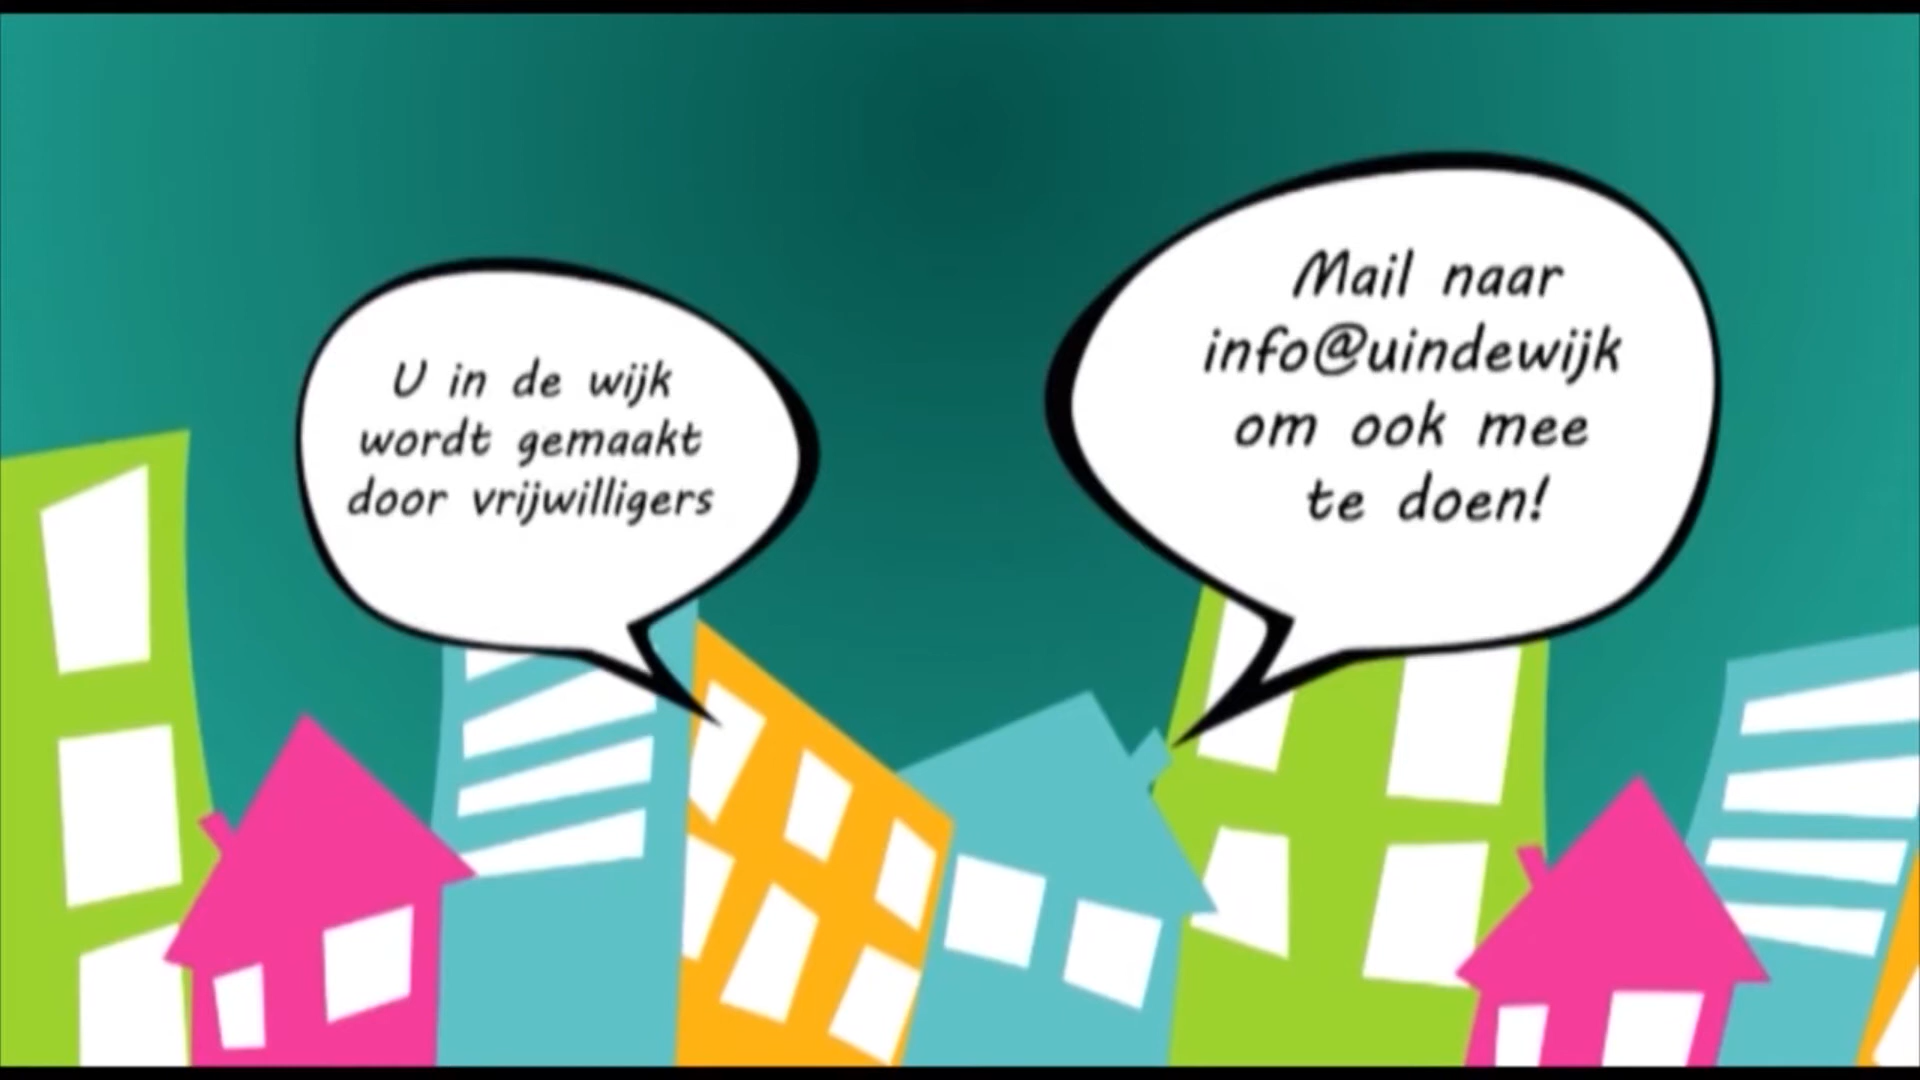 U in de wijk
wordt gemaakt
door vrijwilligers
Mail naar
info@uindewijk
om ook mee
te doen!